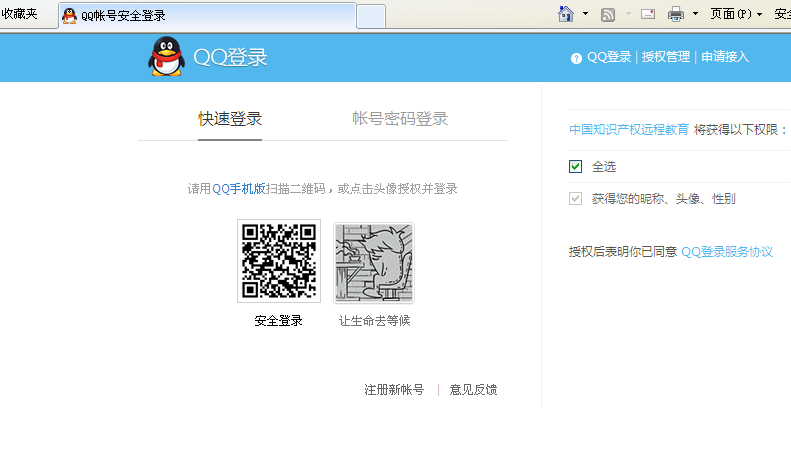 收藏夹 QQ帐号安全登录 页面(P) 安全
QQ登录 ? QQ登录 | 授权管理 | 申请接入
快速登录 帐号密码登录
请用QQ手机版扫描二维码，或点击头像授权并登录
安全登录 让生命去等候
注册新帐号 | 意见反馈
中国知识产权远程教育 将获得以下权限：
全选
获得您的昵称、头像、性别
授权后表明你已同意 QQ登录服务协议